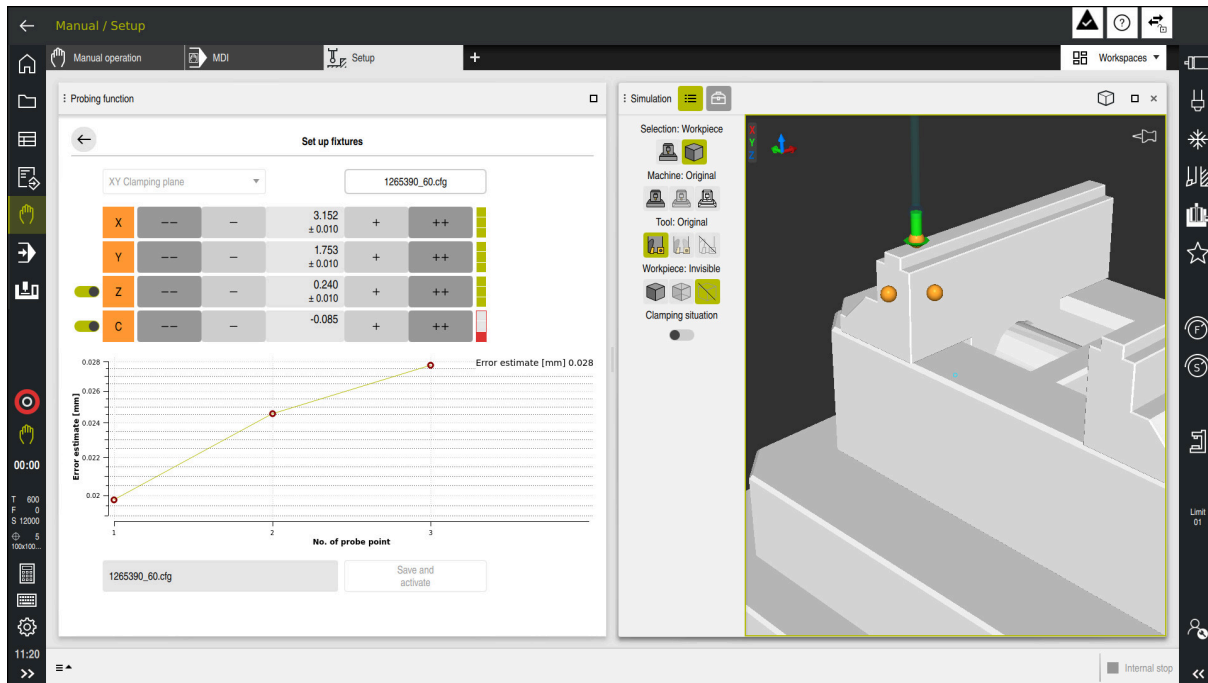 Manual / Setup
Manual operation
MDI
Setup
+
Workspaces
Probing function
Set up fixtures
XY Clamping plane
1265390_60.cfg
X
--
-
3.152
± 0.010
+
++
Y
--
-
1.753
± 0.010
+
++
Z
--
-
0.240
± 0.010
+
++
C
--
-
-0.085
+
++
Error estimate [mm] 0.028
Error estimate [mm]
0.028
0.026
0.024
0.022
0.02
1
2
3
No. of probe point
1265390_60.cfg
Save and
activate
Simulation
Selection: Workpiece
Machine: Original
Tool: Original
Workpiece: Invisible
Clamping situation
X
Y
Z
00:00
T 600
F 0
S 12000
5
100x100...
11:20
F
S
Limit
01
Internal stop